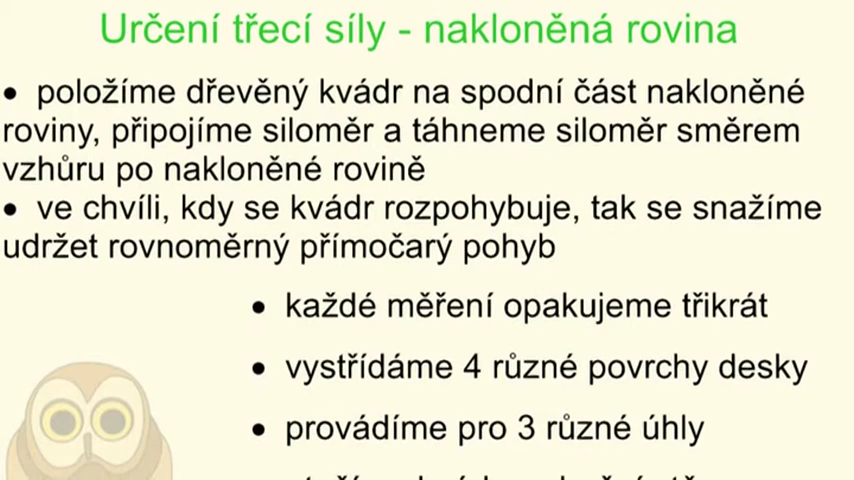 Určení třecí síly - nakloněná rovina
• položíme dřevěný kvádr na spodní část nakloněné
roviny, připojíme siloměr a táhneme siloměr směrem
vzhůru po nakloněné rovině
• ve chvíli, kdy se kvádr rozpohybuje, tak se snažíme
udržet rovnoměrný přímočarý pohyb
• každé měření opakujeme třikrát
• vystřídáme 4 různé povrchy desky
• provádíme pro 3 různé úhly